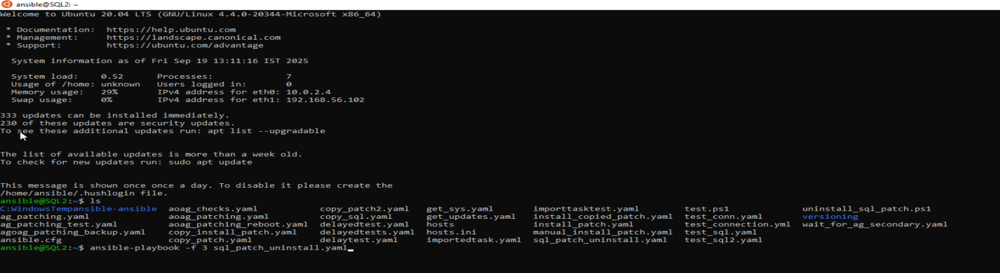 ansible@SQL2: ~
Welcome to Ubuntu 20.04 LTS (GNU/Linux 4.4.0-20344-Microsoft x86_64)
* Documentation: https://help.ubuntu.com
* Management: https://landscape.canonical.com
* Support: https://ubuntu.com/advantage
System information as of Fri Sep 19 13:11:16 IST 2025
System load: 0.52 Processes: 7
Usage of /home: unknown Users logged in: 0
Memory usage: 29% IPv4 address for eth0: 10.0.2.4
Swap usage: 0% IPv4 address for eth1: 192.168.56.102
333 updates can be installed immediately.
230 of these updates are security updates.
To see these additional updates run: apt list --upgradable
The list of available updates is more than a week old.
To check for new updates run: sudo apt update
This message is shown once once a day. To disable it please create the
/home/ansible/.hushlogin file.
ansible@SQL2:~$ ls
C:WindowsTempansible-ansible aoag_checks.yaml copy_patch2.yaml get_sys.yaml importtasktest.yaml test.ps1 uninstall_sql_patch.ps1
ag_patching.yaml aoag_patching.yaml copy_sql.yaml get_updates.yaml install_copied_patch.yaml test_conn.yaml versioning
ag_patching_test.yaml aoag_patching_reboot.yaml delayedtest.yaml hosts install_patch.yaml test_connection.yml wait_for_ag_secondary.yaml
agoag_patching_backup.yaml copy_install_patch.yaml delayedtests.yaml hosts.ini manual_install_patch.yaml test_sql.yaml
ansible.cfg copy_patch.yaml delaytest.yaml importedtask.yaml sql_patch_uninstall.yaml test_sql2.yaml
ansible@SQL2:~$ ansible-playbook -f 3 sql_patch_uninstall.yaml